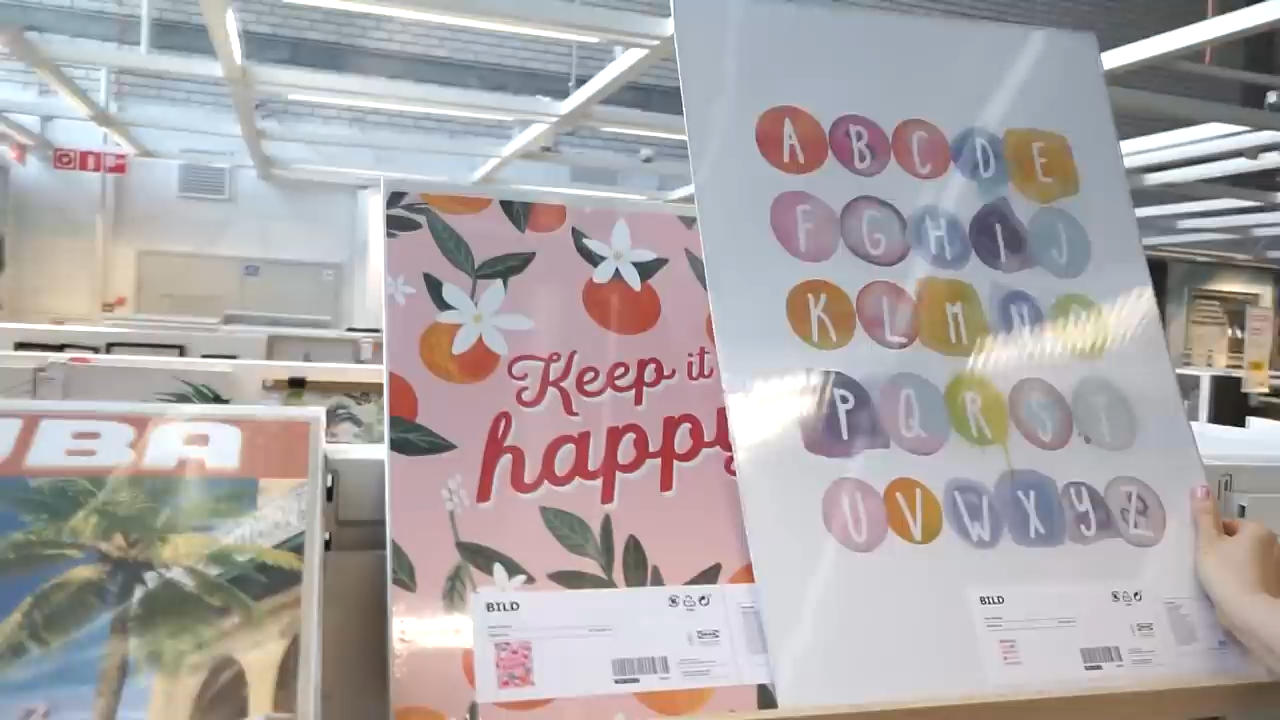 UBA
Keep it
happy
BILD
A B C D E
F G H I J
K L M N O
P Q R S T
U V W X Y Z
BILD